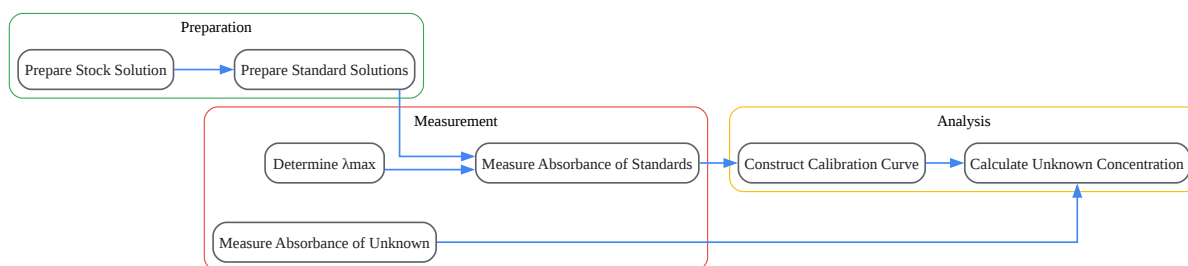 Preparation
Prepare Stock Solution
Prepare Standard Solutions
Measurement
Analysis
Determine λmax
Measure Absorbance of Standards
Construct Calibration Curve
Calculate Unknown Concentration
Measure Absorbance of Unknown